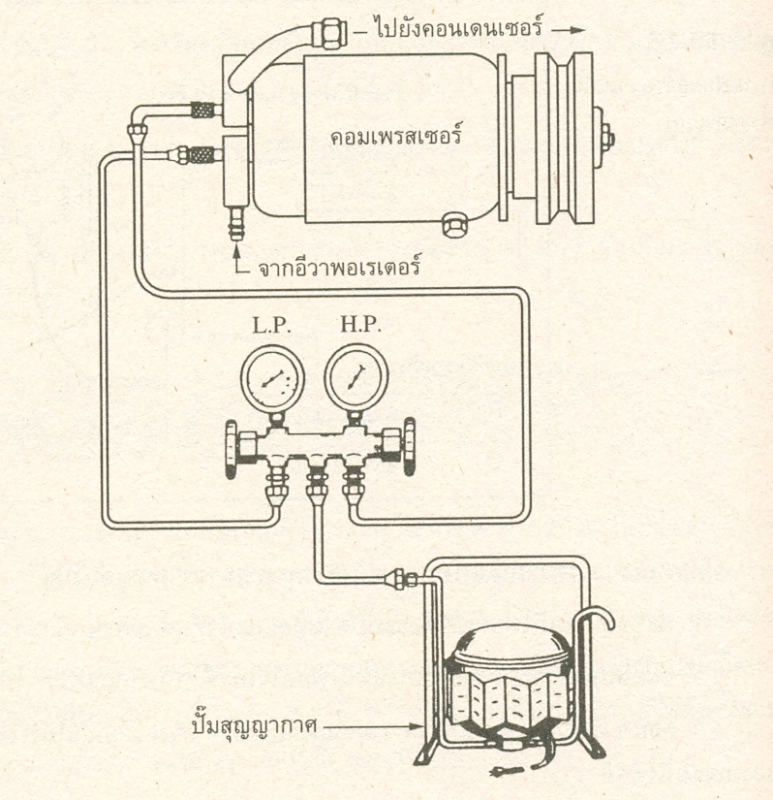 ไปยังคอนเดนเซอร์
คอมเพรสเซอร์
จากอีวาพอเรเตอร์
L.P. H.P.
ปั๊มสุญญากาศ